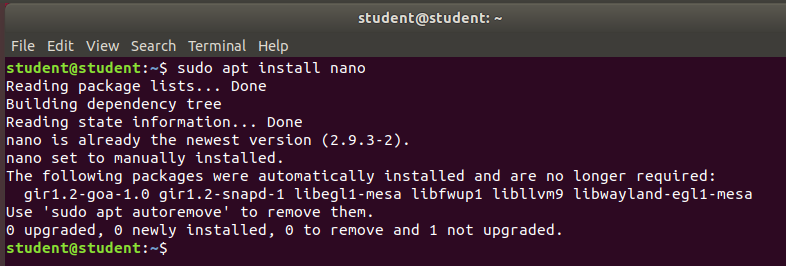 student@student: ~
File Edit View Search Terminal Help
student@student:~$ sudo apt install nano
Reading package lists... Done
Building dependency tree
Reading state information... Done
nano is already the newest version (2.9.3-2).
nano set to manually installed.
The following packages were automatically installed and are no longer required:
  gir1.2-goa-1.0 gir1.2-snapd-1 libegl1-mesa libfwup1 libllvm9 libwayland-egl1-mesa
Use 'sudo apt autoremove' to remove them.
0 upgraded, 0 newly installed, 0 to remove and 1 not upgraded.
student@student:~$